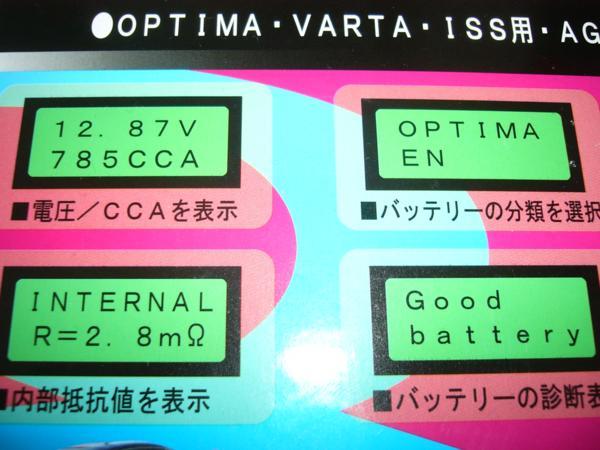 ●OPTIMA・VARTA・ISS用・AG
12. 87V
785CCA
■電圧／CCAを表示
OPTIMA
EN
■バッテリーの分類を選択
INTERNAL
R＝2. 8mΩ
■内部抵抗値を表示
Good
battery
■バッテリーの診断表